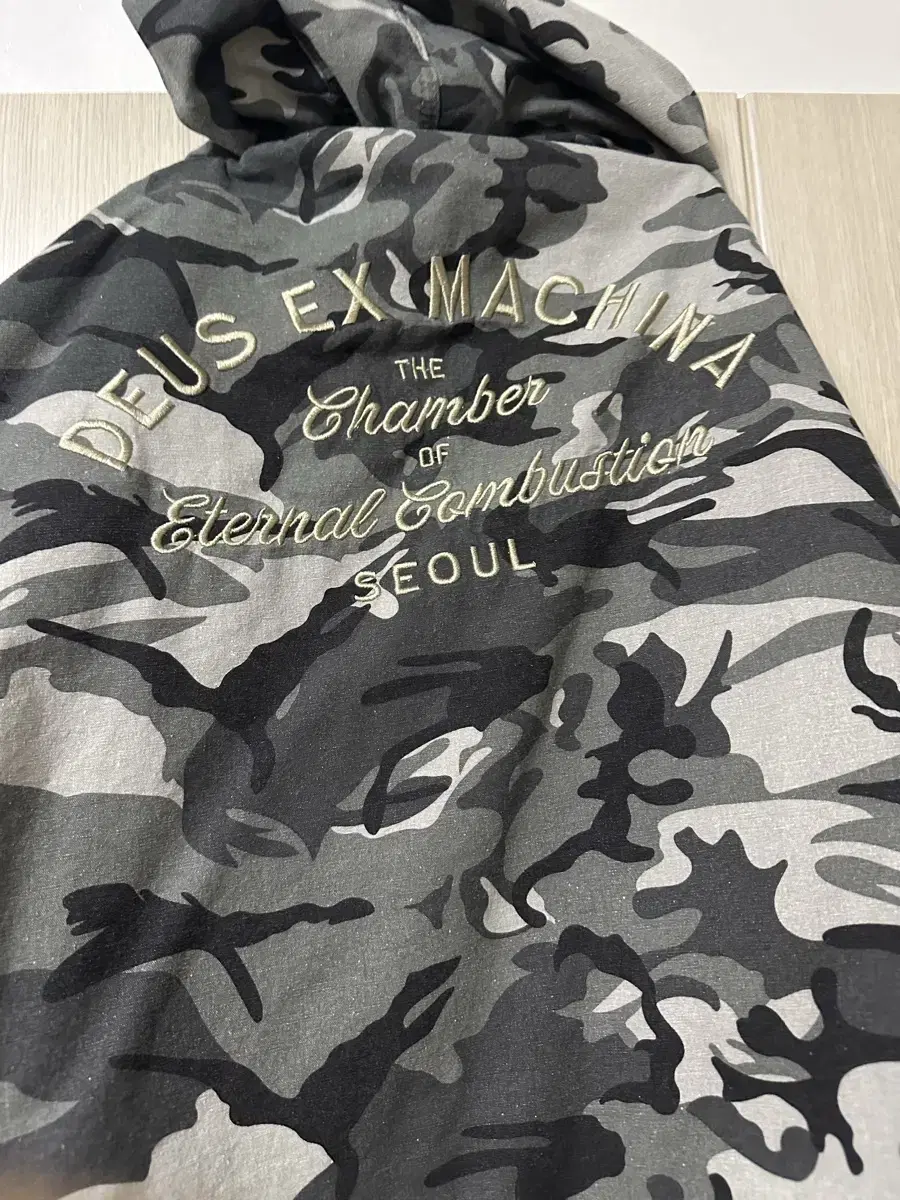 DEUS EX MACHINA
THE
Chamber
OF
Eternal Combustion
SEOUL